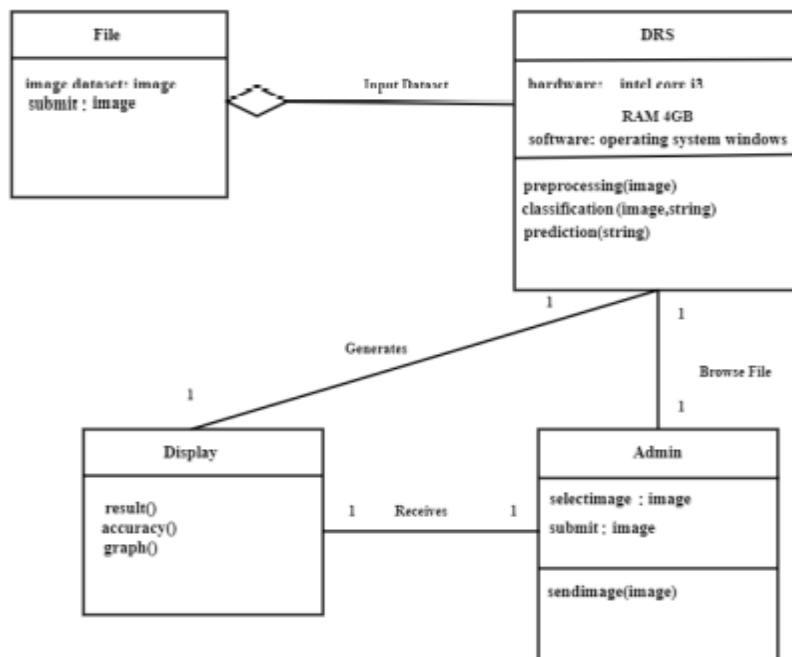 File
image dataset: image
submit : image
Input Dataset
DRS
hardware: intel core i3
RAM 4GB
software: operating system windows
preprocessing(image)
classification (image,string)
prediction(string)
1
1
Generates
Browse File
1
1
Display
result()
accuracy()
graph()
1 Receives 1
Admin
selectimage : image
submit : image
sendimage(image)